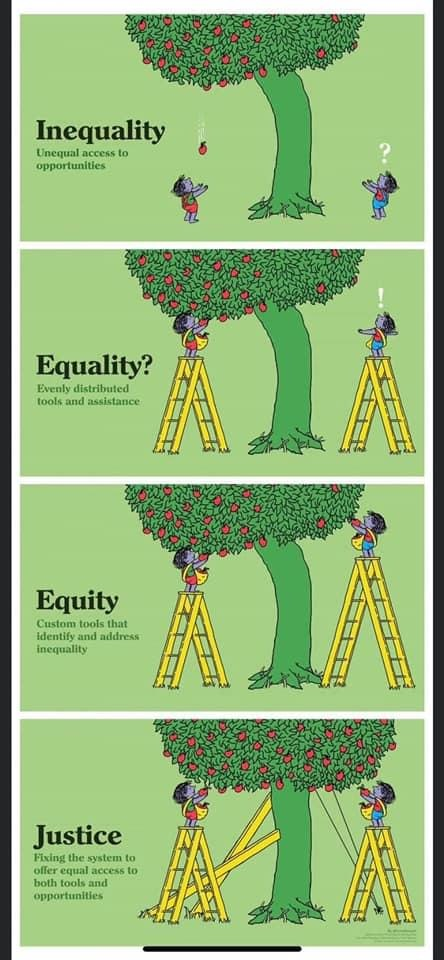 Inequality
Unequal access to
opportunities
?
Equality?
Evenly distributed
tools and assistance
!
Equity
Custom tools that
identify and address
inequality
Justice
Fixing the system to
offer equal access to
both tools and
opportunities